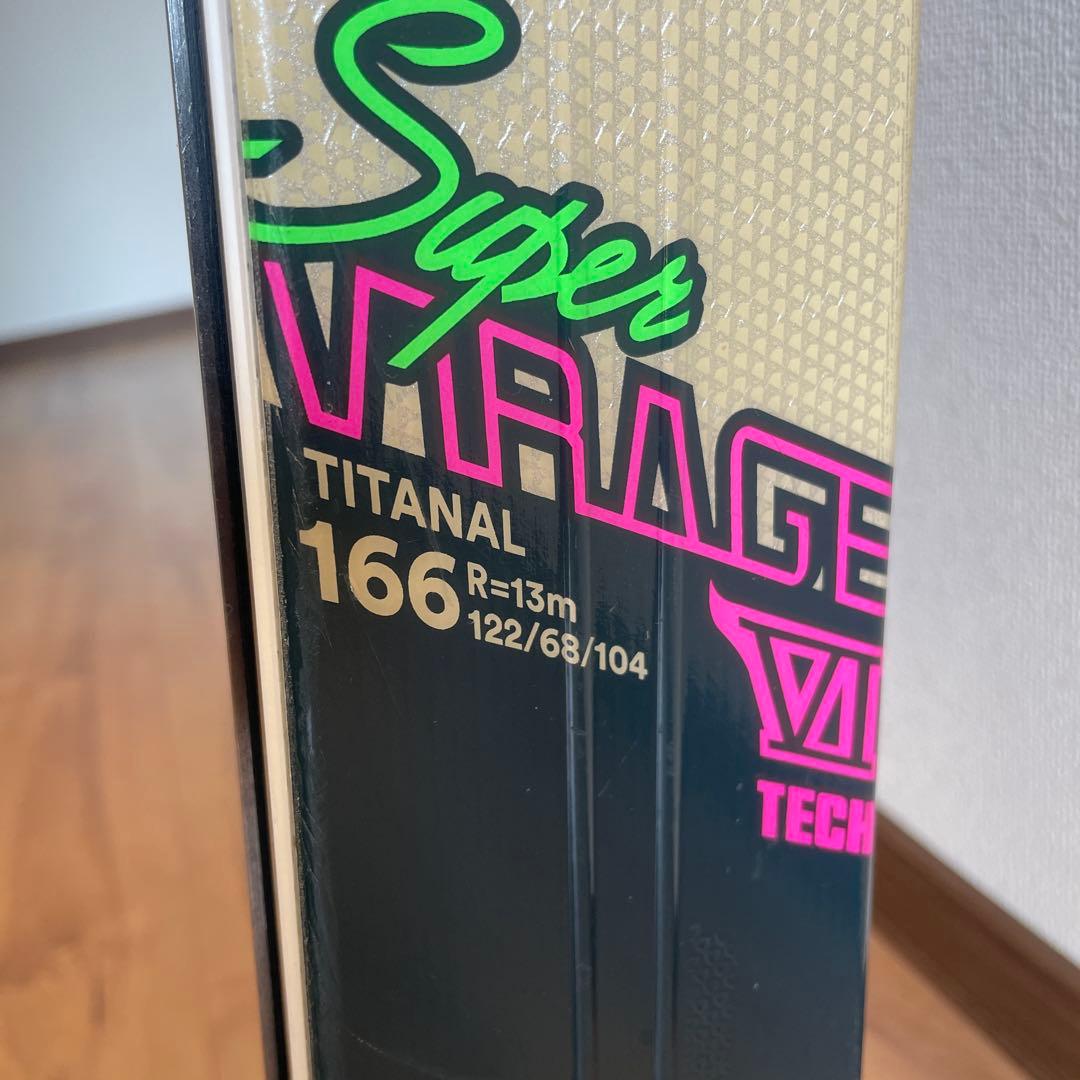 Super
VIRAGE
TITANAL
166
R=13m
122/68/104
TECH